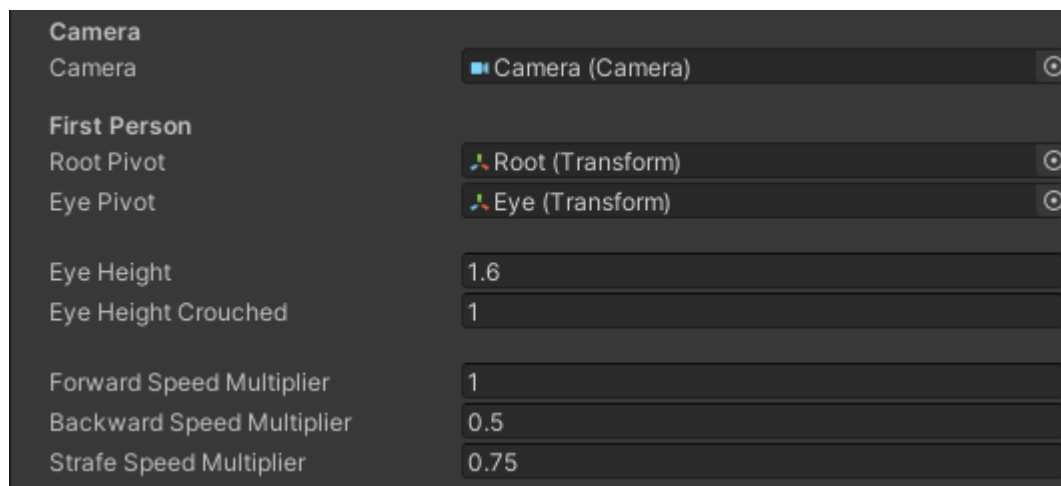 Camera
Camera Camera (Camera)
First Person
Root Pivot Root (Transform)
Eye Pivot Eye (Transform)
Eye Height 1.6
Eye Height Crouched 1
Forward Speed Multiplier 1
Backward Speed Multiplier 0.5
Strafe Speed Multiplier 0.75